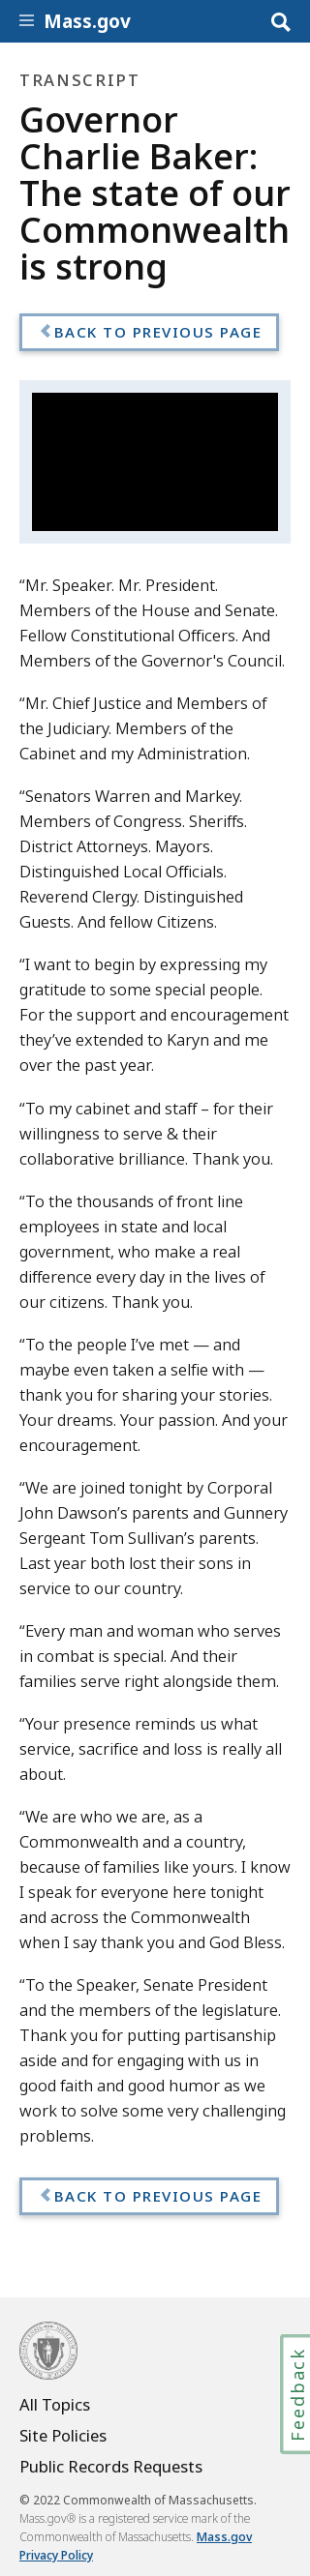 Mass.gov
TRANSCRIPT
Governor
Charlie Baker:
The state of our
Commonwealth
is strong
BACK TO PREVIOUS PAGE
“Mr. Speaker. Mr. President.
Members of the House and Senate.
Fellow Constitutional Officers. And
Members of the Governor's Council.
“Mr. Chief Justice and Members of
the Judiciary. Members of the
Cabinet and my Administration.
“Senators Warren and Markey.
Members of Congress. Sheriffs.
District Attorneys. Mayors.
Distinguished Local Officials.
Reverend Clergy. Distinguished
Guests. And fellow Citizens.
“I want to begin by expressing my
gratitude to some special people.
For the support and encouragement
they’ve extended to Karyn and me
over the past year.
“To my cabinet and staff – for their
willingness to serve & their
collaborative brilliance. Thank you.
“To the thousands of front line
employees in state and local
government, who make a real
difference every day in the lives of
our citizens. Thank you.
“To the people I’ve met — and
maybe even taken a selfie with —
thank you for sharing your stories.
Your dreams. Your passion. And your
encouragement.
“We are joined tonight by Corporal
John Dawson’s parents and Gunnery
Sergeant Tom Sullivan’s parents.
Last year both lost their sons in
service to our country.
“Every man and woman who serves
in combat is special. And their
families serve right alongside them.
“Your presence reminds us what
service, sacrifice and loss is really all
about.
“We are who we are, as a
Commonwealth and a country,
because of families like yours. I know
I speak for everyone here tonight
and across the Commonwealth
when I say thank you and God Bless.
“To the Speaker, Senate President
and the members of the legislature.
Thank you for putting partisanship
aside and for engaging with us in
good faith and good humor as we
work to solve some very challenging
problems.
BACK TO PREVIOUS PAGE
Feedback
All Topics
Site Policies
Public Records Requests
© 2022 Commonwealth of Massachusetts.
Mass.gov® is a registered service mark of the
Commonwealth of Massachusetts. Mass.gov
Privacy Policy